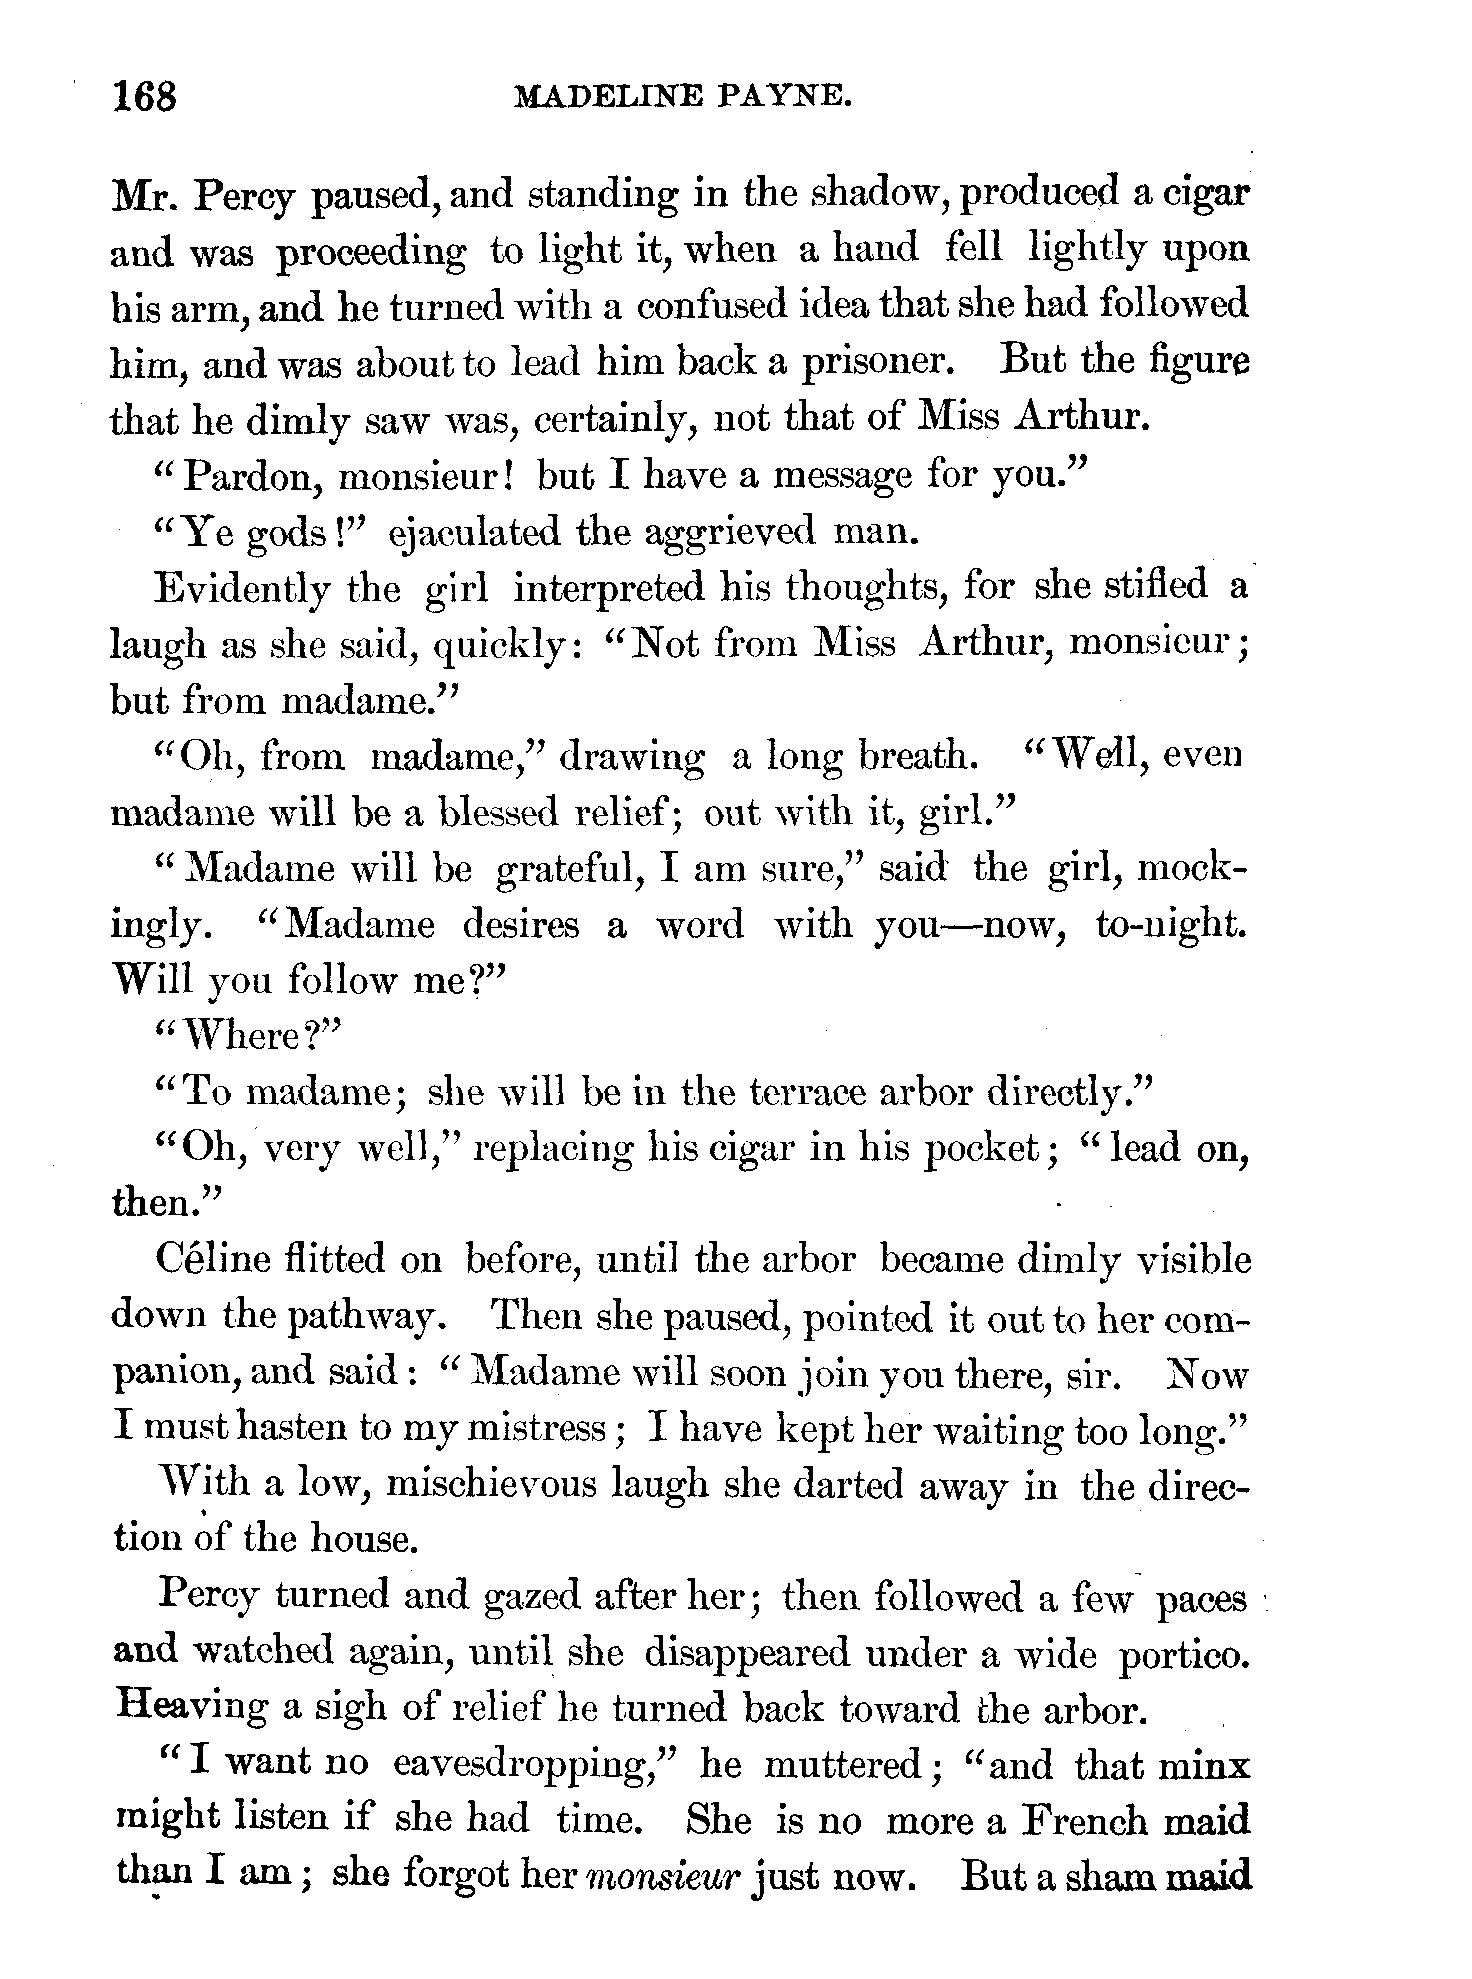 168 MADELINE PAYNE.
Mr. Percy paused, and standing in the shadow, produced a cigar
and was proceeding to light it, when a hand fell lightly upon
his arm, and he turned with a confused idea that she had followed
him, and was about to lead him back a prisoner. But the figure
that he dimly saw was, certainly, not that of Miss Arthur.
"Pardon, monsieur! but I have a message for you."
"Ye gods!" ejaculated the aggrieved man.
Evidently the girl interpreted his thoughts, for she stifled a
laugh as she said, quickly: "Not from Miss Arthur, monsieur;
but from madame."
"Oh, from madame," drawing a long breath. "Well, even
madame will be a blessed relief; out with it, girl."
"Madame will be grateful, I am sure," said the girl, mock-
ingly. "Madame desires a word with you—now, to-night.
Will you follow me?"
"Where?"
"To madame; she will be in the terrace arbor directly."
"Oh, very well," replacing his cigar in his pocket; "lead on,
then."
Céline flitted on before, until the arbor became dimly visible
down the pathway. Then she paused, pointed it out to her com-
panion, and said: "Madame will soon join you there, sir. Now
I must hasten to my mistress; I have kept her waiting too long."
With a low, mischievous laugh she darted away in the direc-
tion of the house.
Percy turned and gazed after her; then followed a few paces
and watched again, until she disappeared under a wide portico.
Heaving a sigh of relief he turned back toward the arbor.
"I want no eavesdropping," he muttered; "and that minx
might listen if she had time. She is no more a French maid
than I am; she forgot her monsieur just now. But a sham maid